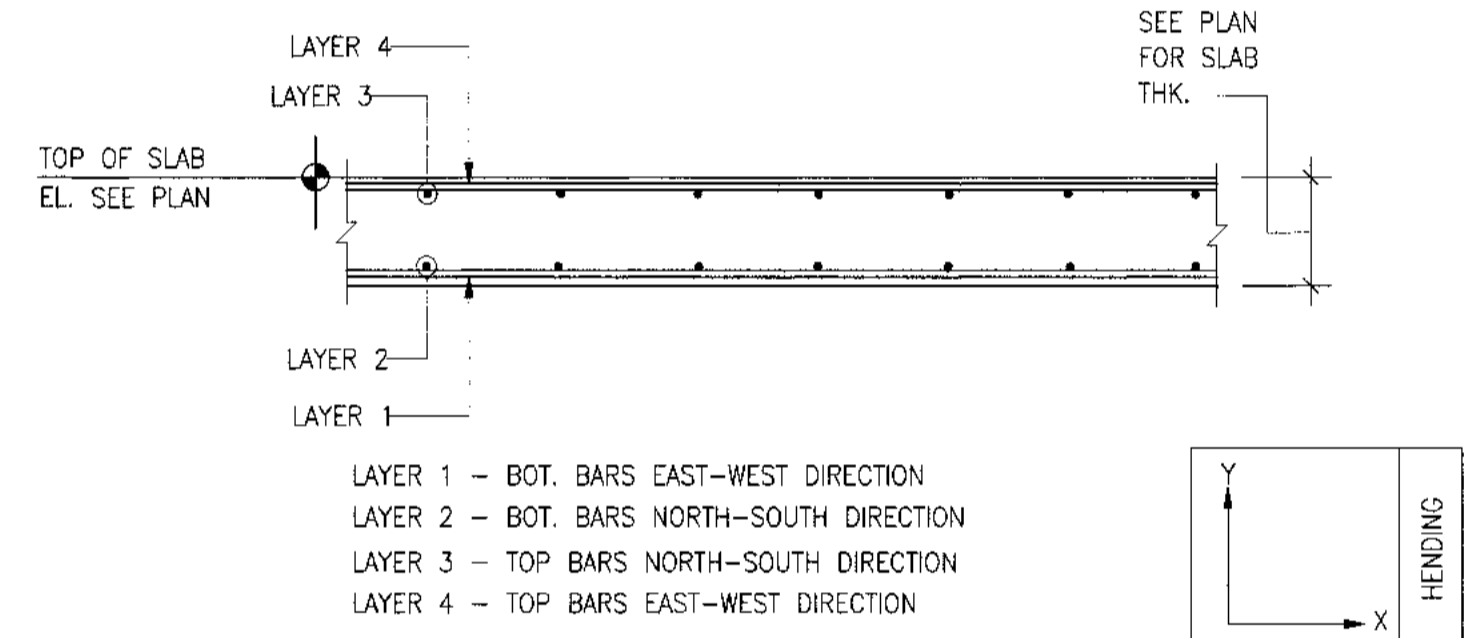 LAYER 4
LAYER 3
TOP OF SLAB
EL. SEE PLAN
SEE PLAN
FOR SLAB
THK.
LAYER 2
LAYER 1
LAYER 1 – BOT. BARS EAST–WEST DIRECTION
LAYER 2 – BOT. BARS NORTH–SOUTH DIRECTION
LAYER 3 – TOP BARS NORTH–SOUTH DIRECTION
LAYER 4 – TOP BARS EAST–WEST DIRECTION
Y
X
HENDING